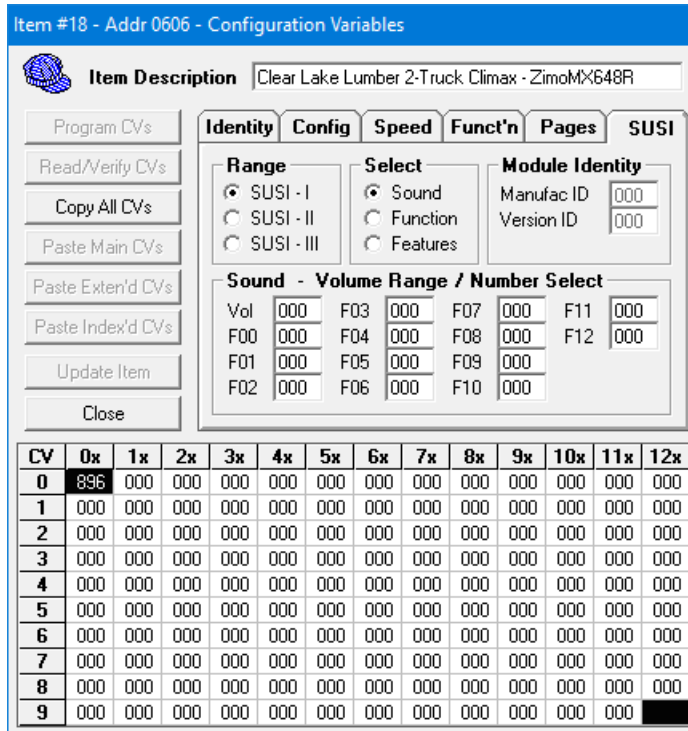 Item #18 - Addr 0606 - Configuration Variables
Item Description Clear Lake Lumber 2-Truck Climax - ZimoMX648R
Program CVs
Read/Verify CVs
Copy All CVs
Paste Main CVs
Paste Exten'd CVs
Paste Index'd CVs
Update Item
Close
Identity Config Speed Funct'n Pages SUSI
Range
SUSI - I
SUSI - II
SUSI - III
Select
Sound
Function
Features
Module Identity
Manufac ID 000
Version ID 000
Sound - Volume Range / Number Select
Vol 000 F03 000 F07 000 F11 000
F00 000 F04 000 F08 000 F12 000
F01 000 F05 000 F09 000
F02 000 F06 000 F10 000
CV 0x 1x 2x 3x 4x 5x 6x 7x 8x 9x 10x 11x 12x
0 896 000 000 000 000 000 000 000 000 000 000 000 000
1 000 000 000 000 000 000 000 000 000 000 000 000 000
2 000 000 000 000 000 000 000 000 000 000 000 000 000
3 000 000 000 000 000 000 000 000 000 000 000 000 000
4 000 000 000 000 000 000 000 000 000 000 000 000 000
5 000 000 000 000 000 000 000 000 000 000 000 000 000
6 000 000 000 000 000 000 000 000 000 000 000 000 000
7 000 000 000 000 000 000 000 000 000 000 000 000 000
8 000 000 000 000 000 000 000 000 000 000 000 000 000
9 000 000 000 000 000 000 000 000 000 000 000 000